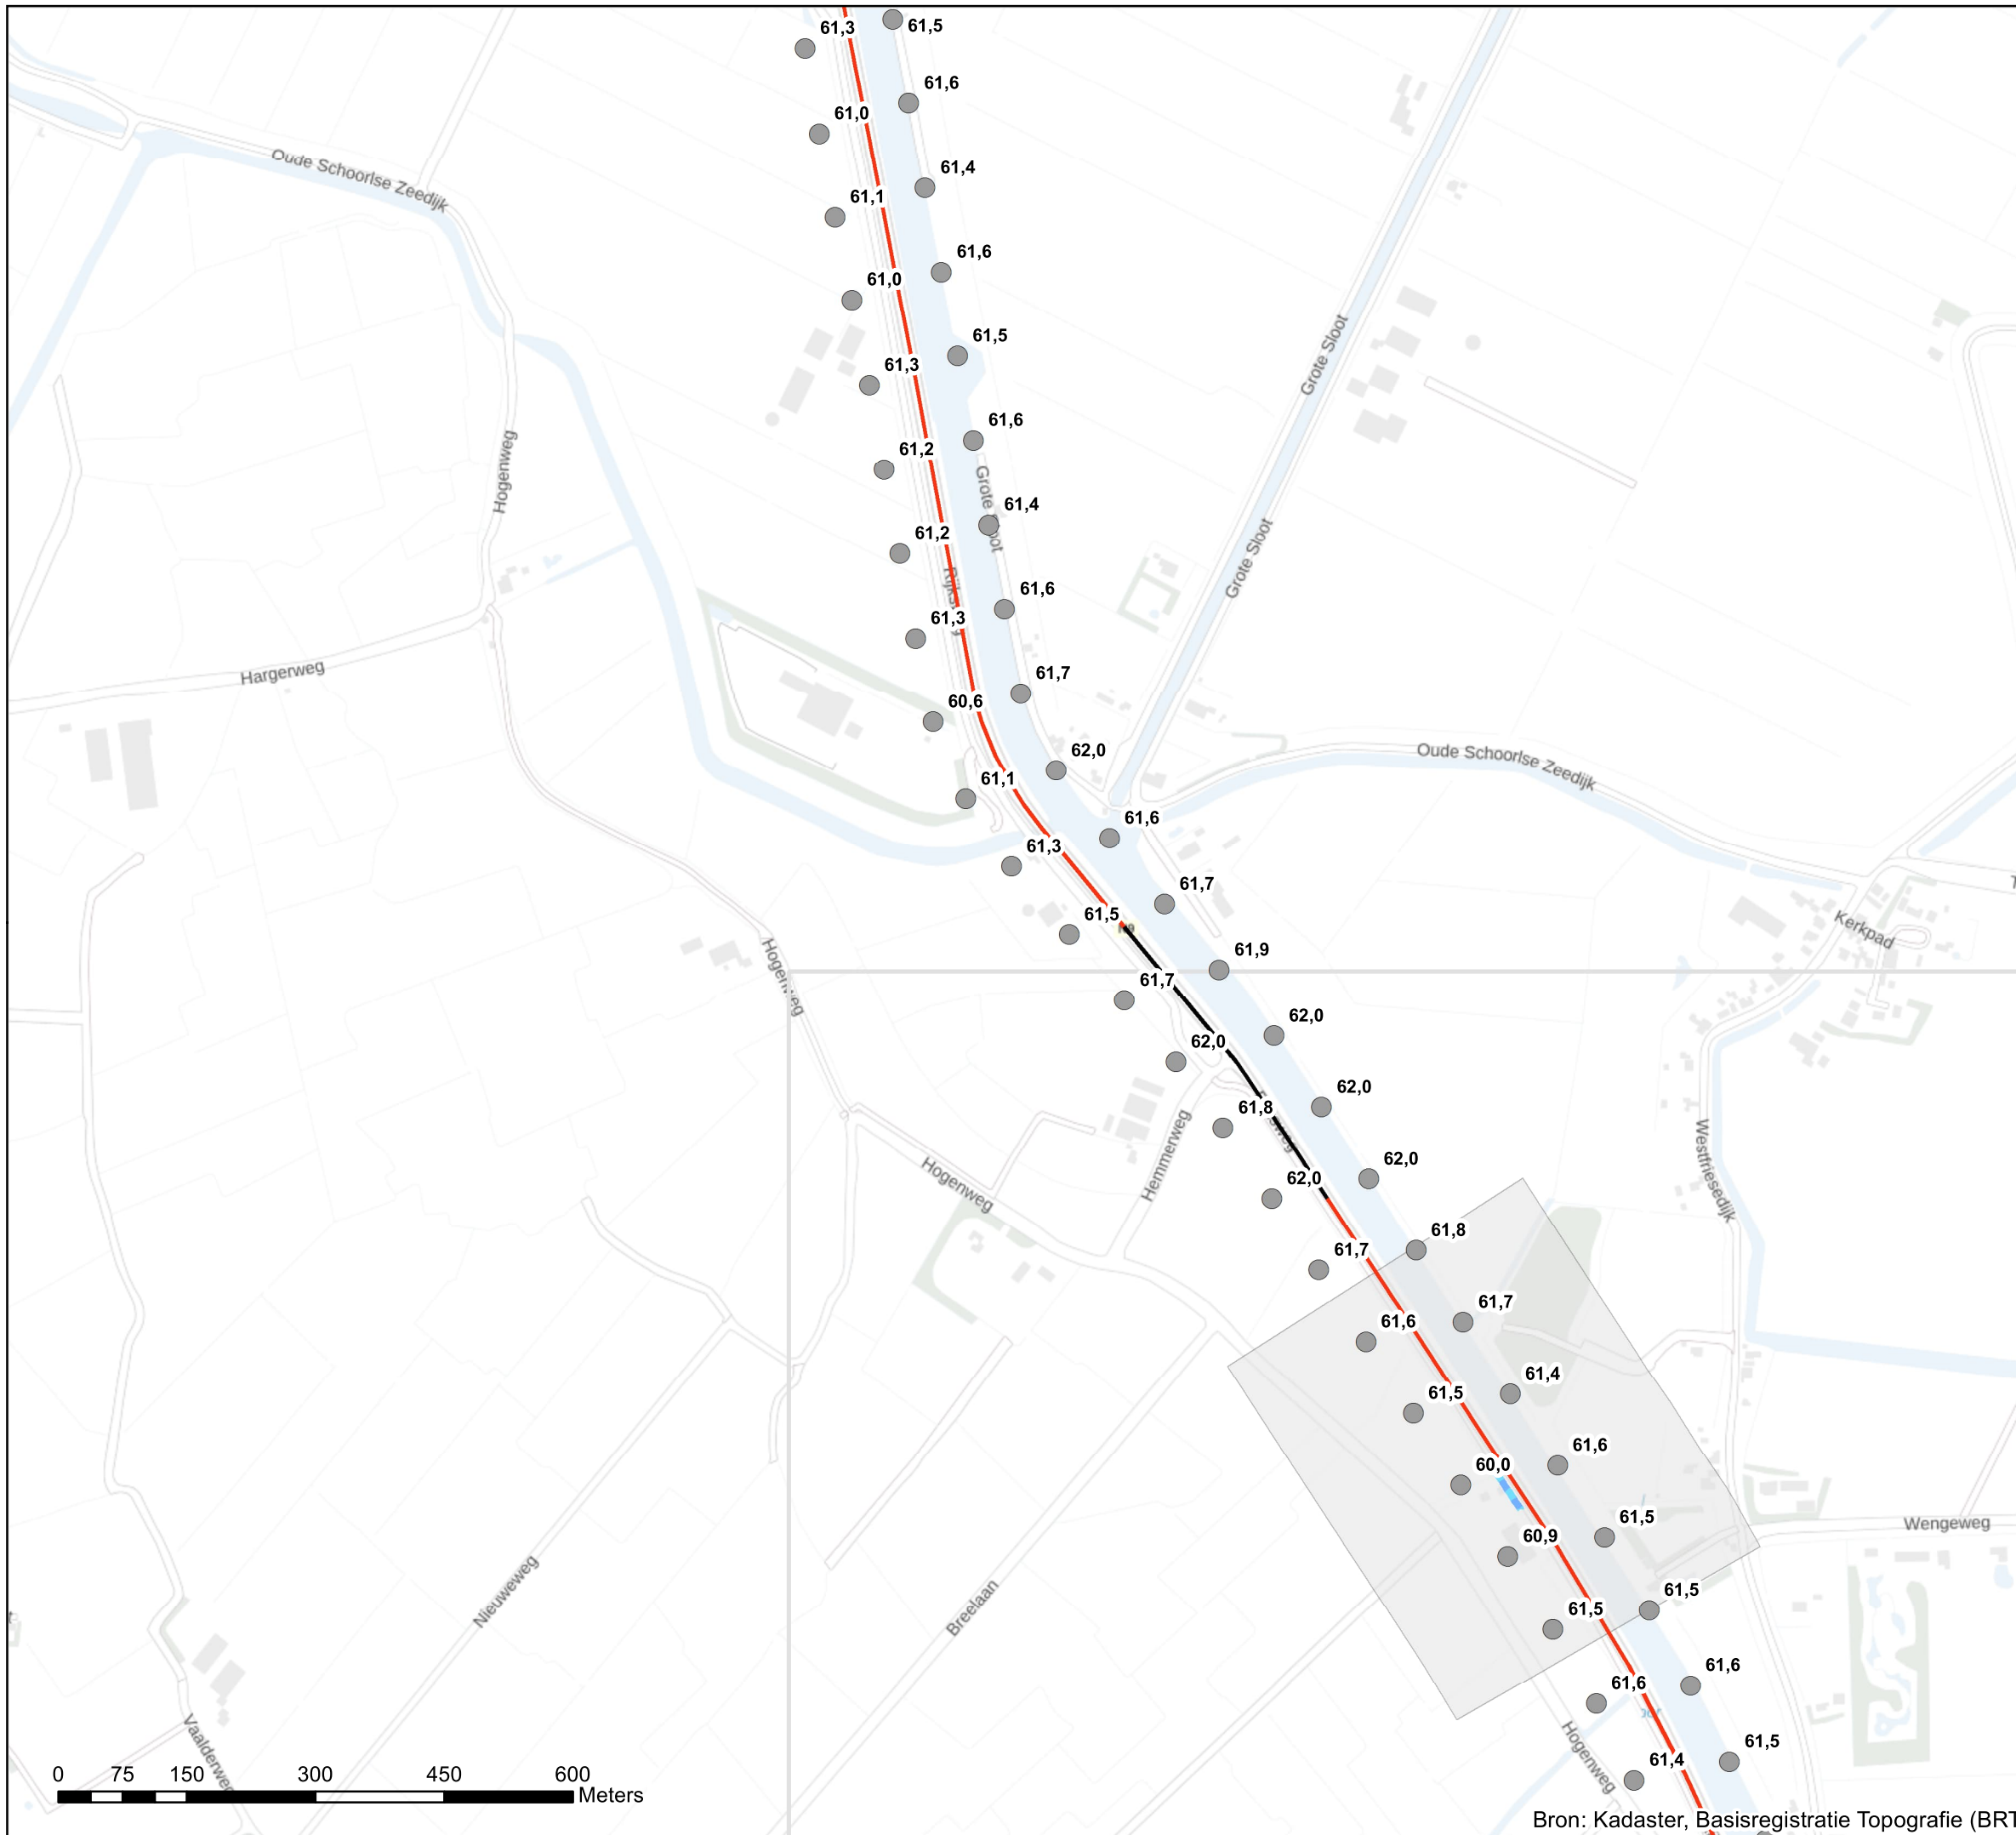 61,3
61,5
61,6
61,0
Oude Schoorlse Zeedijk
61,4
61,1
61,6
61,0
Grote Sloot
61,5
61,3
61,6
61,2
Hogenweg
Grote Sloot
61,4
61,2
Grote Sloot
61,6
61,3
Hargerweg
61,7
60,6
62,0
61,1
Oude Schoorlse Zeedijk
61,6
61,3
61,7
61,5
Kerkpad
N9
61,9
61,7
Hogenweg
62,0
62,0
62,0
61,8
Hemmerweg
Westfriesedijk
62,0
62,0
Hogenweg
61,8
61,7
61,7
61,6
61,4
61,5
61,6
60,0
61,5
60,9
Wengeweg
Nieuweweg
Breelaan
61,5
61,5
61,6
61,6
Vaalderweg
Hogenweg
61,5
61,4
0 75 150 300 450 600
Meters
Bron: Kadaster, Basisregistratie Topografie (BRT